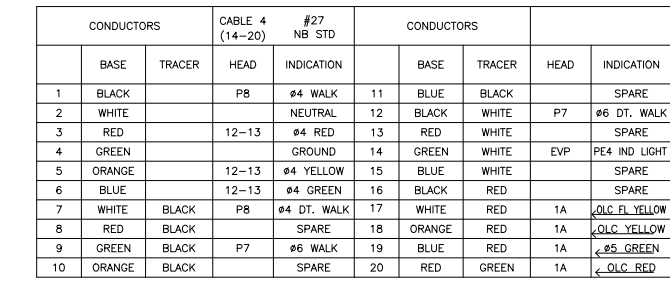 CONDUCTORS CABLE 4 #27 CONDUCTORS
(14-20) NB STD
BASE TRACER HEAD INDICATION BASE TRACER HEAD INDICATION
1 BLACK P8 ø4 WALK 11 BLUE BLACK SPARE
2 WHITE NEUTRAL 12 BLACK WHITE P7 ø6 DT. WALK
3 RED 12-13 ø4 RED 13 RED WHITE SPARE
4 GREEN GROUND 14 GREEN WHITE EVP PE4 IND LIGHT
5 ORANGE 12-13 ø4 YELLOW 15 BLUE WHITE SPARE
6 BLUE 12-13 ø4 GREEN 16 BLACK RED SPARE
7 WHITE BLACK P8 ø4 DT. WALK 17 WHITE RED 1A OLC FL YELLOW
8 RED BLACK SPARE 18 ORANGE RED 1A OLC YELLOW
9 GREEN BLACK P7 ø6 WALK 19 BLUE RED 1A ø5 GREEN
10 ORANGE BLACK SPARE 20 RED GREEN 1A OLC RED